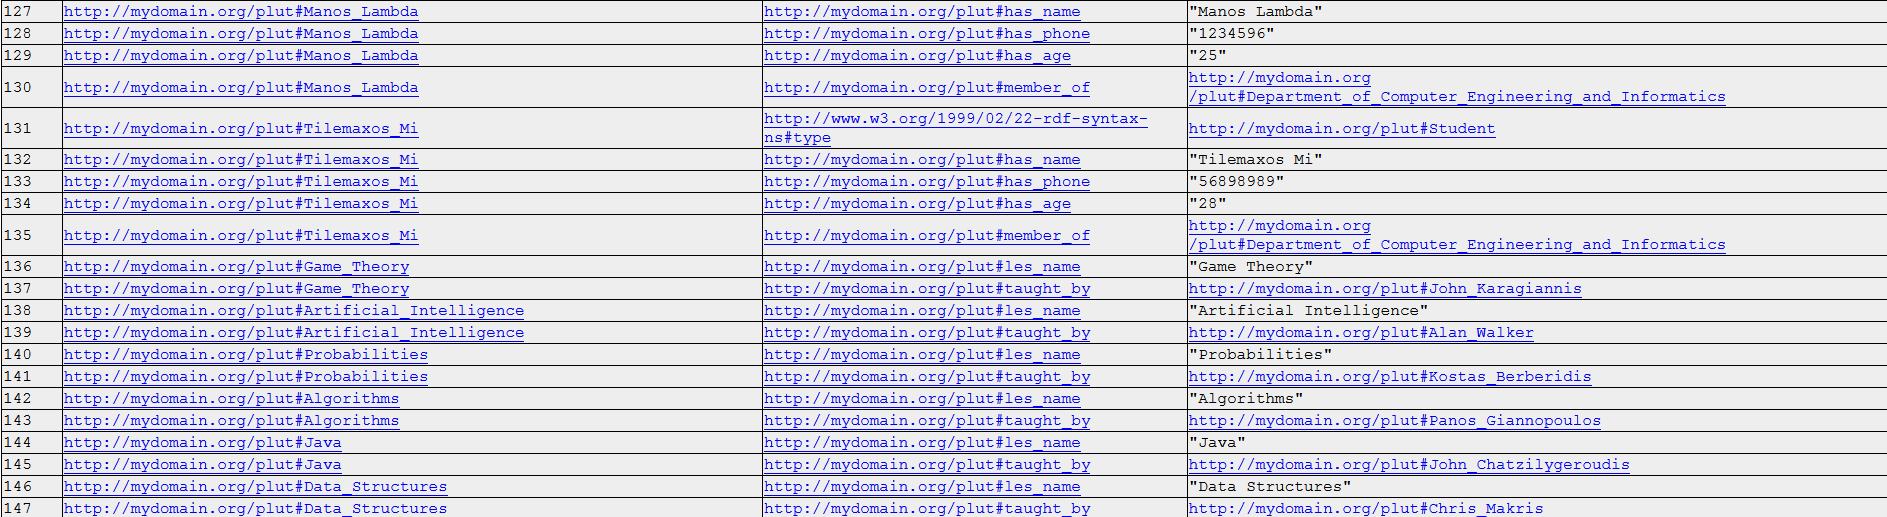 127 http://mydomain.org/plut#Manos_Lambda http://mydomain.org/plut#has_name "Manos Lambda"
128 http://mydomain.org/plut#Manos_Lambda http://mydomain.org/plut#has_phone "1234596"
129 http://mydomain.org/plut#Manos_Lambda http://mydomain.org/plut#has_age "25"
130 http://mydomain.org/plut#Manos_Lambda http://mydomain.org/plut#member_of http://mydomain.org
/plut#Department_of_Computer_Engineering_and_Informatics
131 http://mydomain.org/plut#Tilemaxos_Mi http://www.w3.org/1999/02/22-rdf-syntax-
ns#type http://mydomain.org/plut#Student
132 http://mydomain.org/plut#Tilemaxos_Mi http://mydomain.org/plut#has_name "Tilemaxos Mi"
133 http://mydomain.org/plut#Tilemaxos_Mi http://mydomain.org/plut#has_phone "56898989"
134 http://mydomain.org/plut#Tilemaxos_Mi http://mydomain.org/plut#has_age "28"
135 http://mydomain.org/plut#Tilemaxos_Mi http://mydomain.org/plut#member_of http://mydomain.org
/plut#Department_of_Computer_Engineering_and_Informatics
136 http://mydomain.org/plut#Game_Theory http://mydomain.org/plut#les_name "Game Theory"
137 http://mydomain.org/plut#Game_Theory http://mydomain.org/plut#taught_by http://mydomain.org/plut#John_Karagiannis
138 http://mydomain.org/plut#Artificial_Intelligence http://mydomain.org/plut#les_name "Artificial Intelligence"
139 http://mydomain.org/plut#Artificial_Intelligence http://mydomain.org/plut#taught_by http://mydomain.org/plut#Alan_Walker
140 http://mydomain.org/plut#Probabilities http://mydomain.org/plut#les_name "Probabilities"
141 http://mydomain.org/plut#Probabilities http://mydomain.org/plut#taught_by http://mydomain.org/plut#Kostas_Berberidis
142 http://mydomain.org/plut#Algorithms http://mydomain.org/plut#les_name "Algorithms"
143 http://mydomain.org/plut#Algorithms http://mydomain.org/plut#taught_by http://mydomain.org/plut#Panos_Giannopoulos
144 http://mydomain.org/plut#Java http://mydomain.org/plut#les_name "Java"
145 http://mydomain.org/plut#Java http://mydomain.org/plut#taught_by http://mydomain.org/plut#John_Chatzilygeroudis
146 http://mydomain.org/plut#Data_Structures http://mydomain.org/plut#les_name "Data Structures"
147 http://mydomain.org/plut#Data_Structures http://mydomain.org/plut#taught_by http://mydomain.org/plut#Chris_Makris